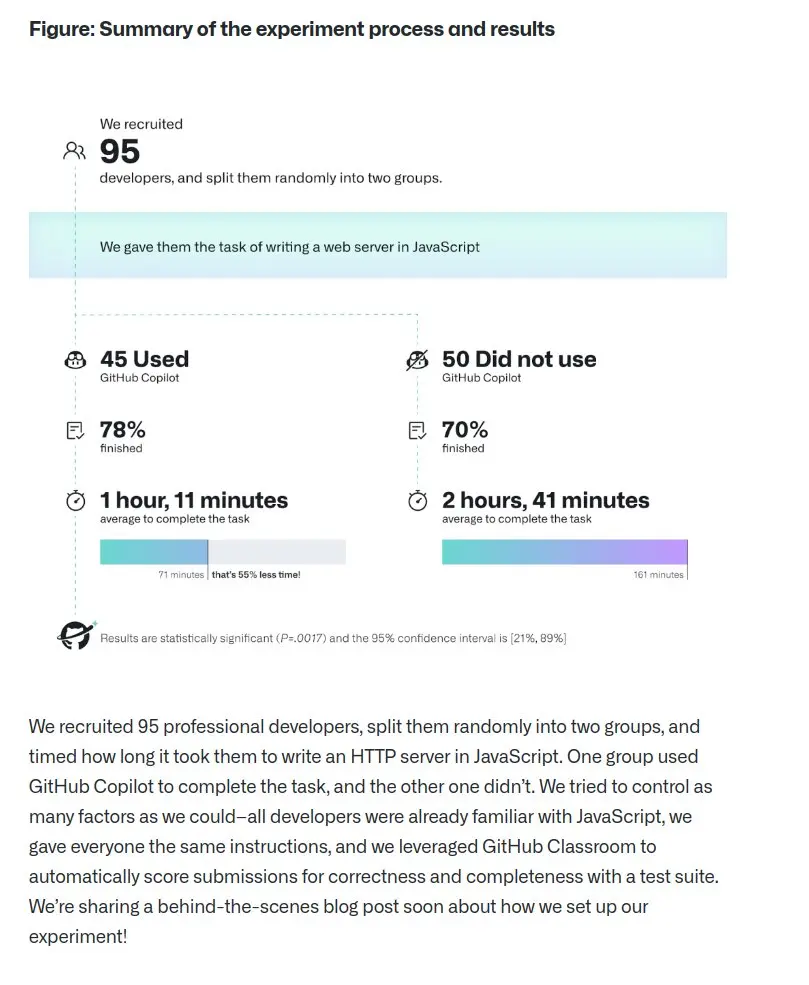 Figure: Summary of the experiment process and results
We recruited
95
developers, and split them randomly into two groups.
We gave them the task of writing a web server in JavaScript
45 Used
GitHub Copilot
50 Did not use
GitHub Copilot
78%
finished
70%
finished
1 hour, 11 minutes
average to complete the task
2 hours, 41 minutes
average to complete the task
71 minutes
that's 55% less time!
161 minutes
Results are statistically significant (P=.0017) and the 95% confidence interval is [21%, 89%]
We recruited 95 professional developers, split them randomly into two groups, and
timed how long it took them to write an HTTP server in JavaScript. One group used
GitHub Copilot to complete the task, and the other one didn’t. We tried to control as
many factors as we could–all developers were already familiar with JavaScript, we
gave everyone the same instructions, and we leveraged GitHub Classroom to
automatically score submissions for correctness and completeness with a test suite.
We’re sharing a behind-the-scenes blog post soon about how we set up our
experiment!